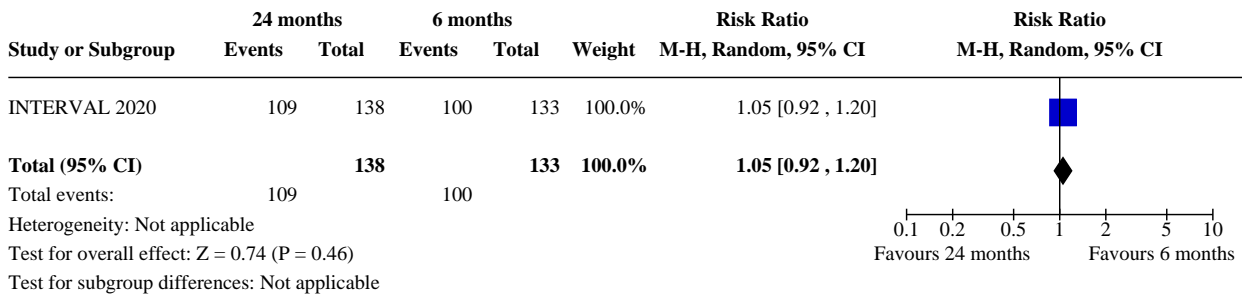 24 months 6 months Risk Ratio Risk Ratio
Study or Subgroup Events Total Events Total Weight M-H, Random, 95% CI M-H, Random, 95% CI
INTERVAL 2020 109 138 100 133 100.0% 1.05 [0.92 , 1.20]
Total (95% CI) 138 133 100.0% 1.05 [0.92 , 1.20]
Total events: 109 100
Heterogeneity: Not applicable
0.1 0.2 0.5 1 2 5 10
Test for overall effect: Z = 0.74 (P = 0.46) Favours 24 months Favours 6 months
Test for subgroup differences: Not applicable